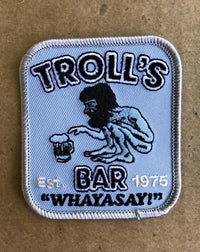 TROLL'S
Est. 1975
BAR
"WHAYASAY!"